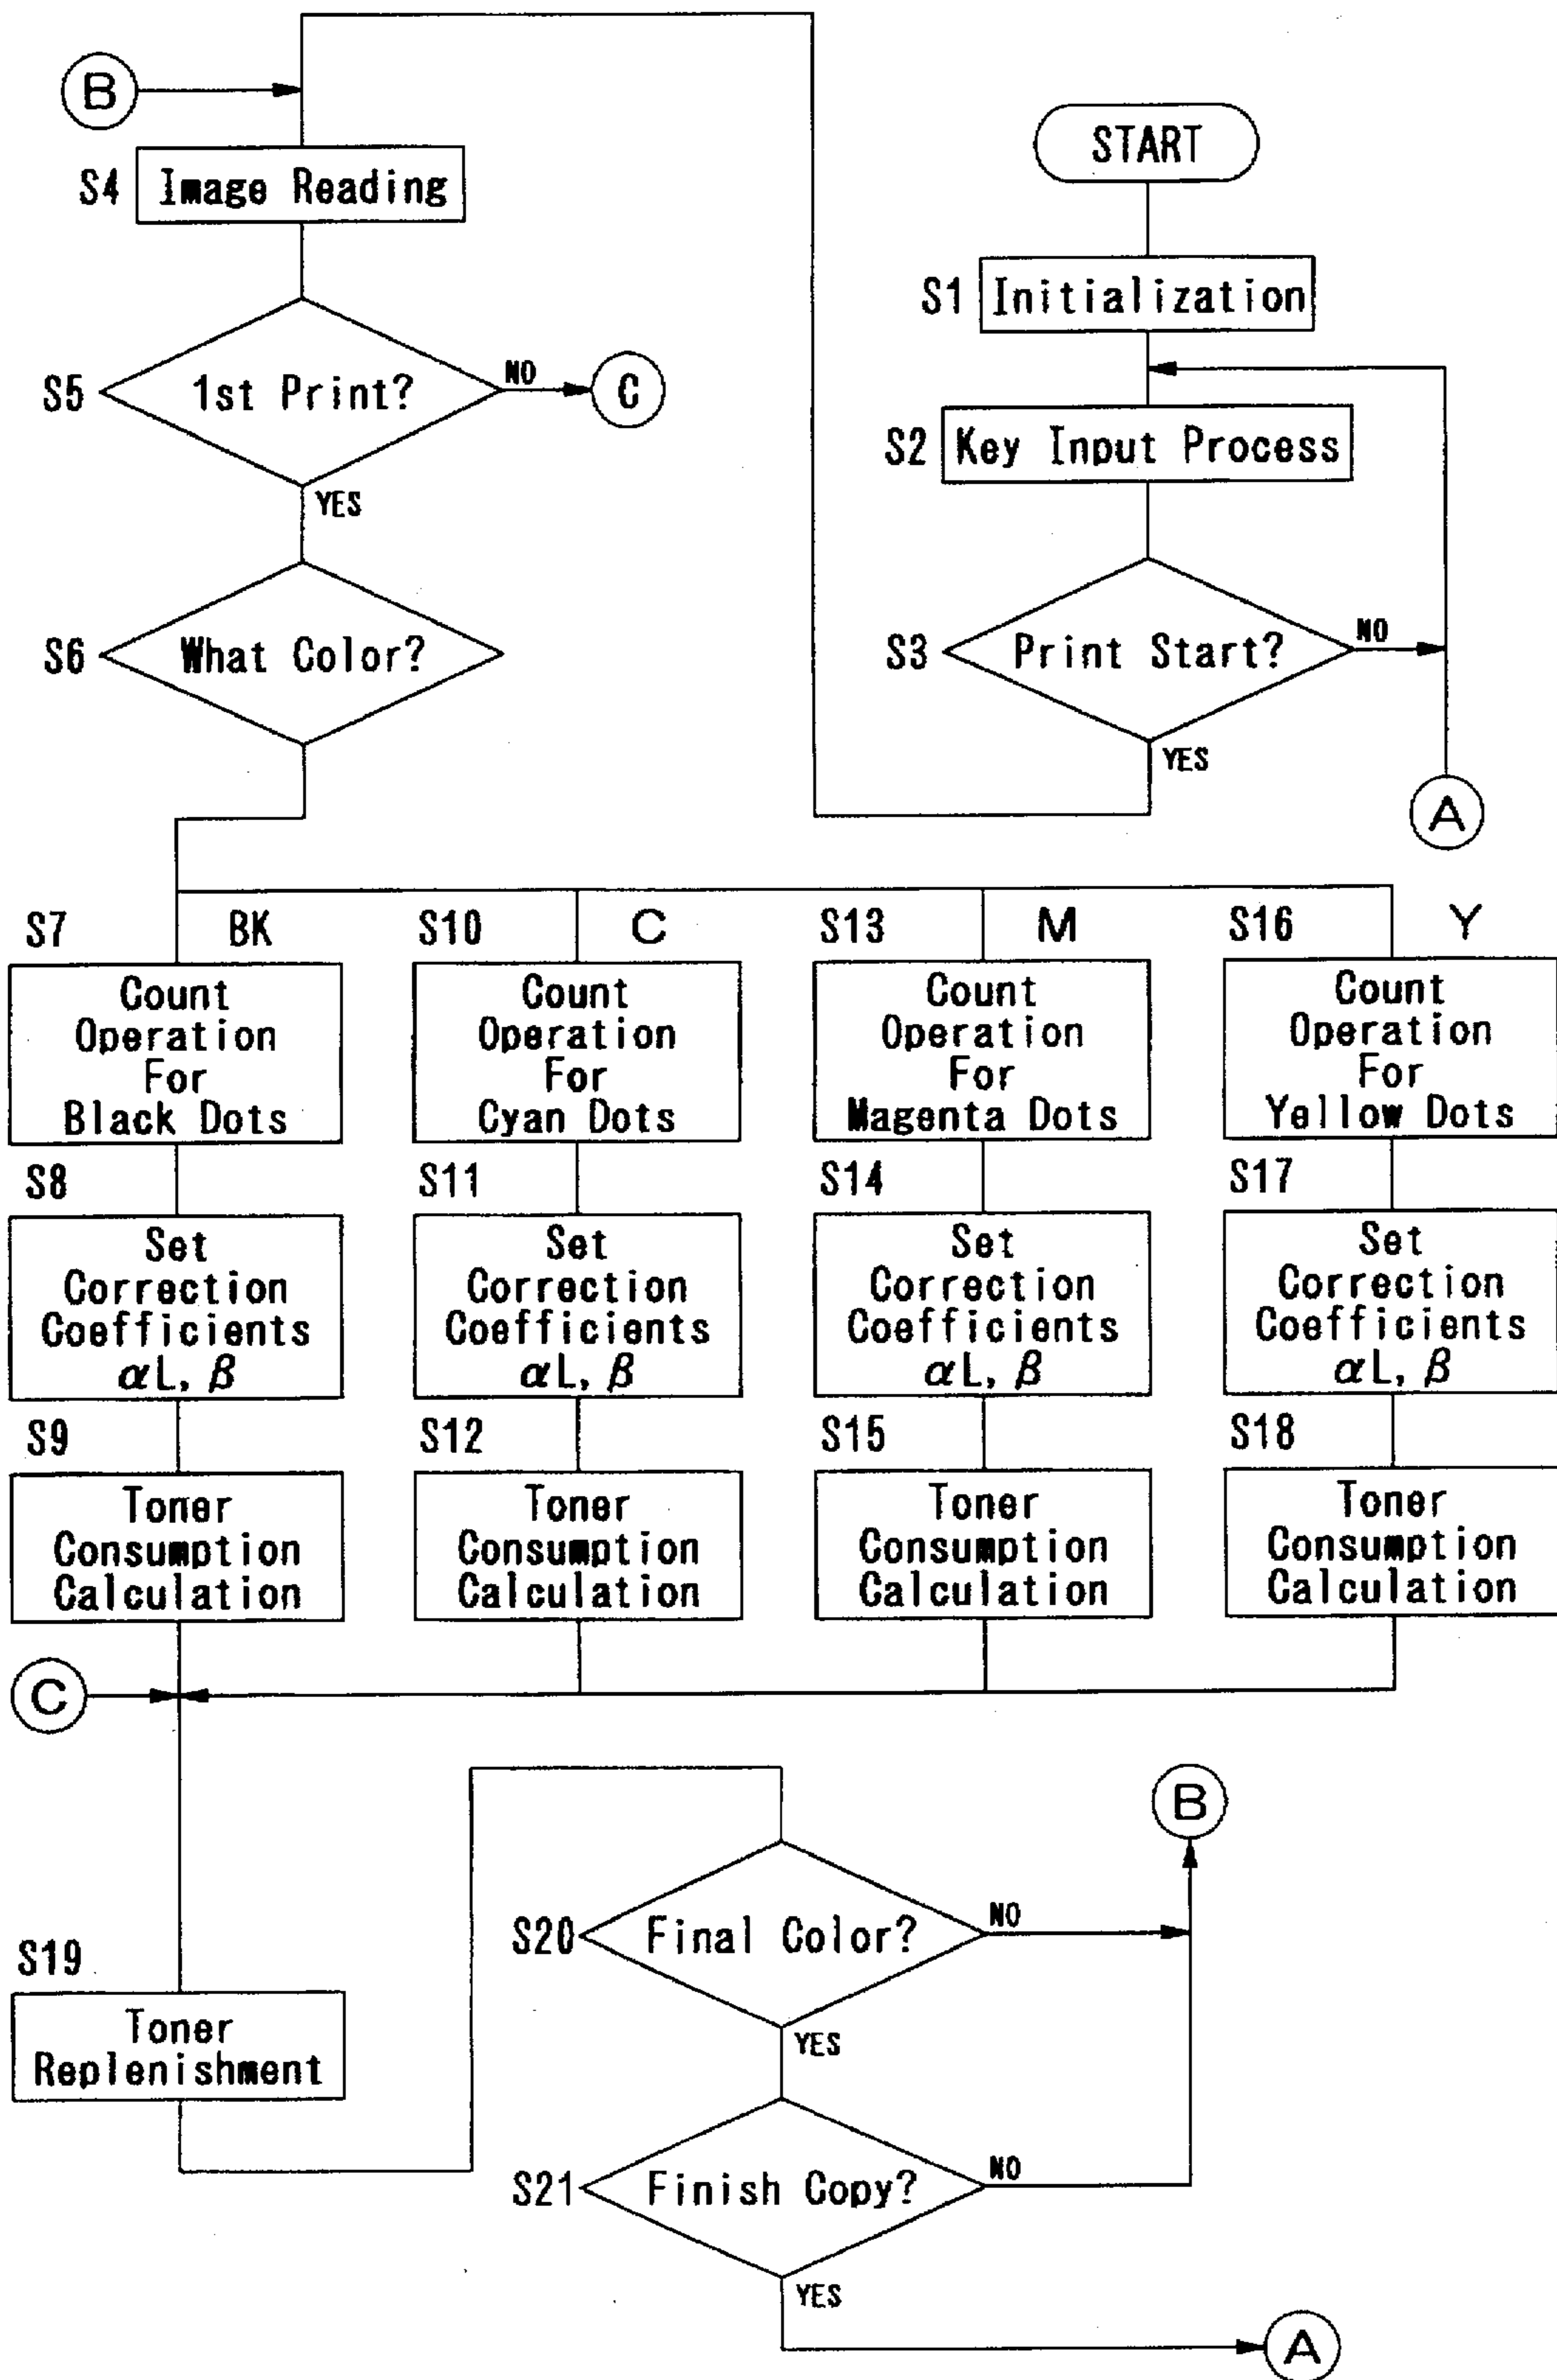 B
S4 Image Reading
S5 1st Print?
NO
C
YES
S6 What Color?
START
S1 Initialization
S2 Key Input Process
S3 Print Start?
NO
YES
A
S7 BK
Count
Operation
For
Black Dots
S8
Set
Correction
Coefficients
αL, β
S9
Toner
Consumption
Calculation
S10 C
Count
Operation
For
Cyan Dots
S11
Set
Correction
Coefficients
αL, β
S12
Toner
Consumption
Calculation
S13 M
Count
Operation
For
Magenta Dots
S14
Set
Correction
Coefficients
αL, β
S15
Toner
Consumption
Calculation
S16 Y
Count
Operation
For
Yellow Dots
S17
Set
Correction
Coefficients
αL, β
S18
Toner
Consumption
Calculation
C
S19
Toner
Replenishment
S20 Final Color?
NO
B
YES
S21 Finish Copy?
NO
YES
A